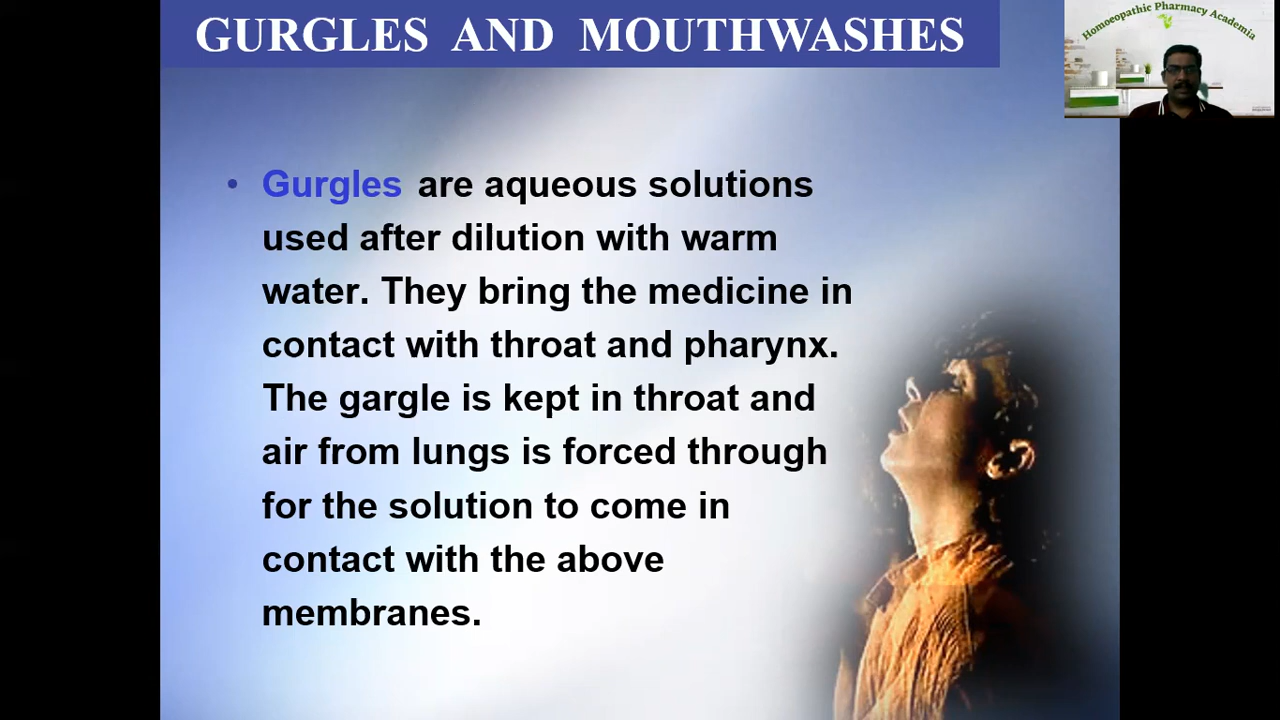 GURGLES AND MOUTHWASHES
Homoeopathic Pharmacy Academia
• Gurgles are aqueous solutions
used after dilution with warm
water. They bring the medicine in
contact with throat and pharynx.
The gargle is kept in throat and
air from lungs is forced through
for the solution to come in
contact with the above
membranes.